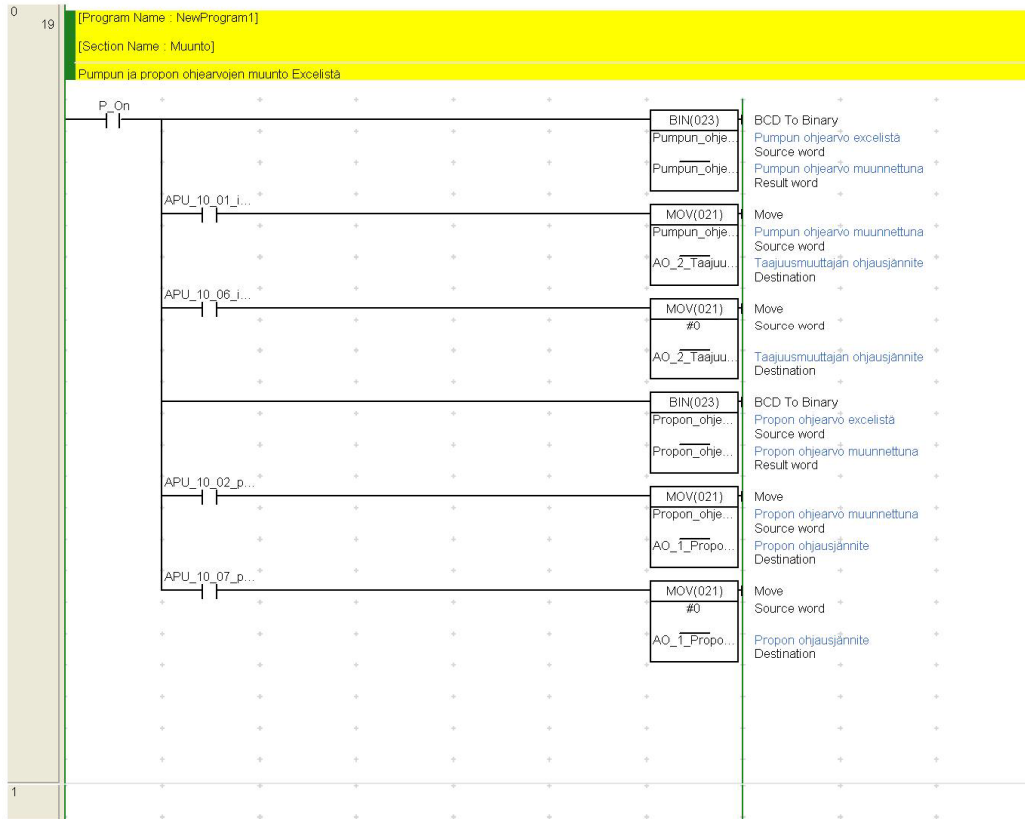 0
19
[Program Name : NewProgram1]
[Section Name : Muunto]
Pumpun ja propon ohjearvojen muunto Excelistä
P_On
BIN(023)
BCD To Binary
Pumpun_ohje...
Pumpun ohjearvo excelistä
Source word
Pumpun_ohje...
Pumpun ohjearvo muunnettuna
Result word
APU_10_01_i...
MOV(021)
Move
Pumpun_ohje...
Pumpun ohjearvo muunnettuna
Source word
AO_2_Taajuu...
Taajuusmuuttajan ohjausjännite
Destination
APU_10_06_i...
MOV(021)
Move
#0
Source word
AO_2_Taajuu...
Taajuusmuuttajan ohjausjännite
Destination
BIN(023)
BCD To Binary
Propon_ohje...
Propon ohjearvo excelistä
Source word
Propon_ohje...
Propon ohjearvo muunnettuna
Result word
APU_10_02_p...
MOV(021)
Move
Propon_ohje...
Propon ohjearvo muunnettuna
Source word
AO_1_Propo...
Propon ohjausjännite
Destination
APU_10_07_p...
MOV(021)
Move
#0
Source word
AO_1_Propo...
Propon ohjausjännite
Destination
1